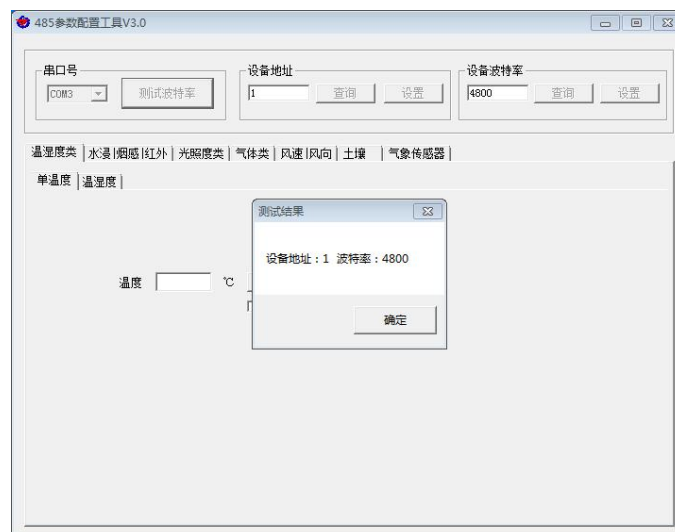 485参数配置工具V3.0
串口号
COM3
测试波特率
设备地址
1
查询
设置
设备波特率
4800
查询
设置
温湿度类
水浸|烟感|红外
光照度类
气体类
风速|风向
土壤
气象传感器
单温度
温湿度
测试结果
设备地址：1 波特率：4800
确定
温度
℃